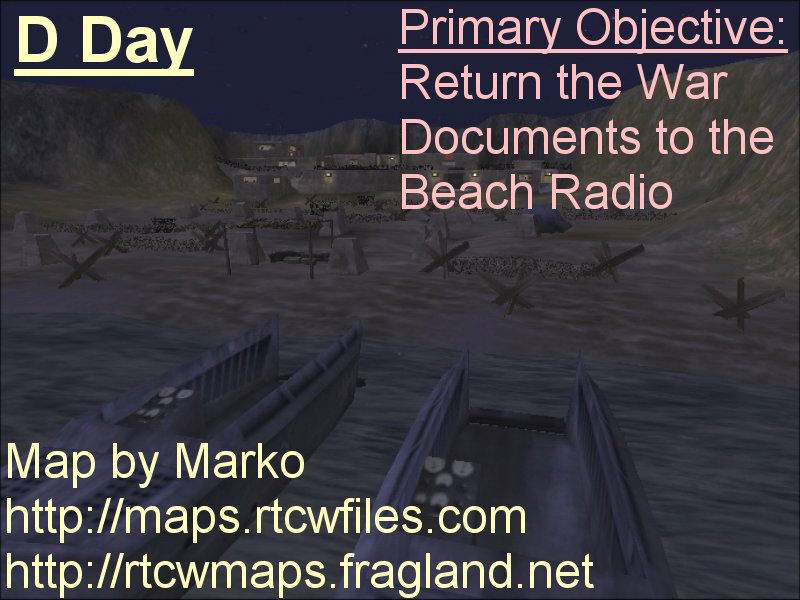 D Day
Primary Objective:
Return the War
Documents to the
Beach Radio
Map by Marko
http://maps.rtcwfiles.com
http://rtcwmaps.fragland.net